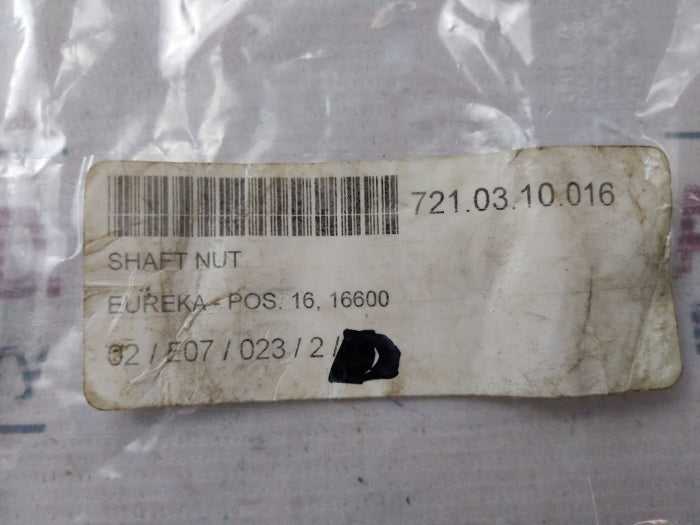 721.03.10.016
SHAFT NUT
EUREKA - POS. 16, 16600
02 / E07 / 023 / 2 /